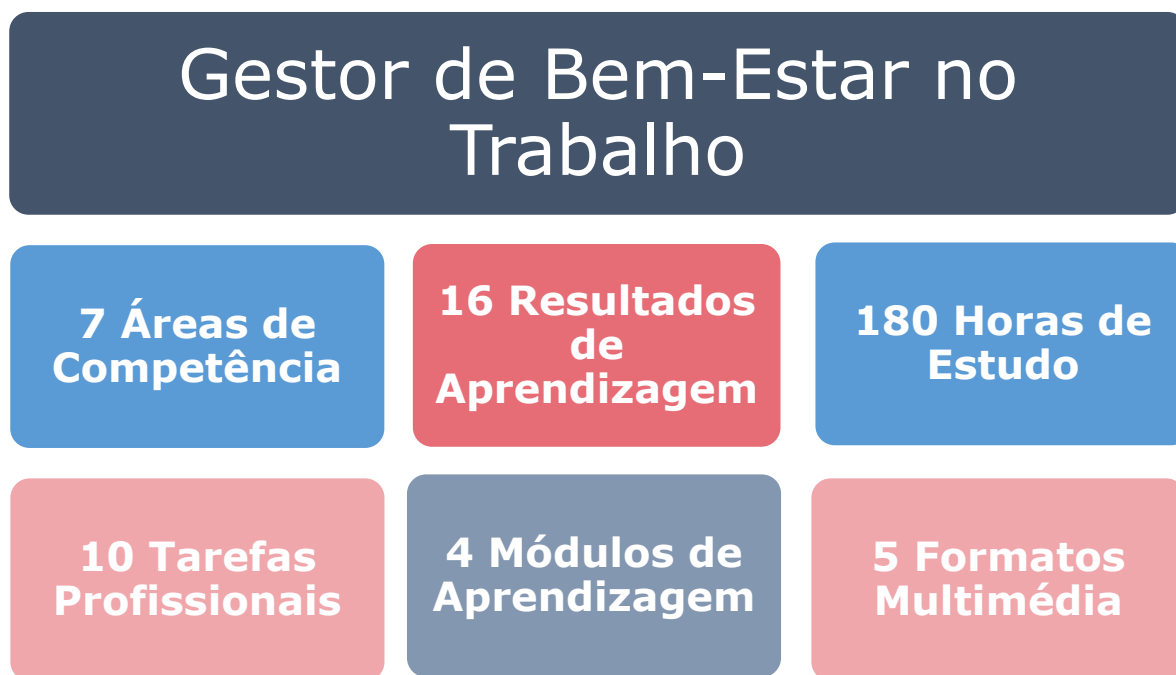 Gestor de Bem-Estar no
Trabalho
7 Áreas de
Competência
16 Resultados
de
Aprendizagem
180 Horas de
Estudo
10 Tarefas
Profissionais
4 Módulos de
Aprendizagem
5 Formatos
Multimédia